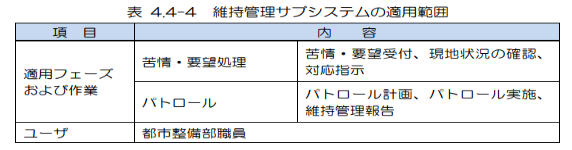 表 4.4-4 維持管理サブシステムの適用範囲
項 目 内 容
適用フェーズ
および作業
苦情・要望処理
苦情・要望受付、現地状況の確認、
対応指示
パトロール
パトロール計画、パトロール実施、
維持管理報告
ユーザ 都市整備部職員